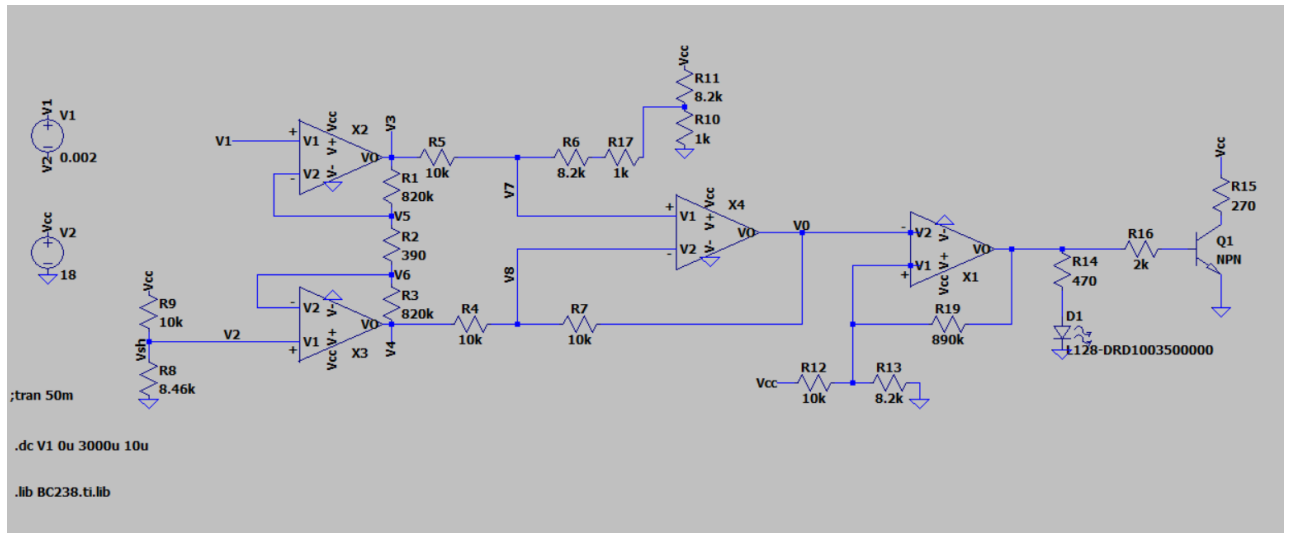 V1
V1
0.002
V2
Vcc
V2
18
Vcc
R9
10k
Vsh
V2
R8
8.46k
;tran 50m
.dc V1 0u 3000u 10u
.lib BC238.ti.lib
V1
+
-
V1
V2
Vcc
V+
V-
VO
X2
V3
R1
820k
V5
R2
390
V6
R3
820k
V4
-
+
V2
V1
V-
V+
Vcc
VO
X3
R5
10k
V7
R6
8.2k
R17
1k
Vcc
R11
8.2k
R10
1k
R4
10k
V8
R7
10k
+
-
V1
V2
Vcc
V+
V-
VO
X4
V0
-
+
V2
V1
V-
V+
Vcc
VO
X1
R19
890k
Vcc
R12
10k
R13
8.2k
R14
470
D1
L128-DRD1003500000
R16
2k
Vcc
R15
270
Q1
NPN